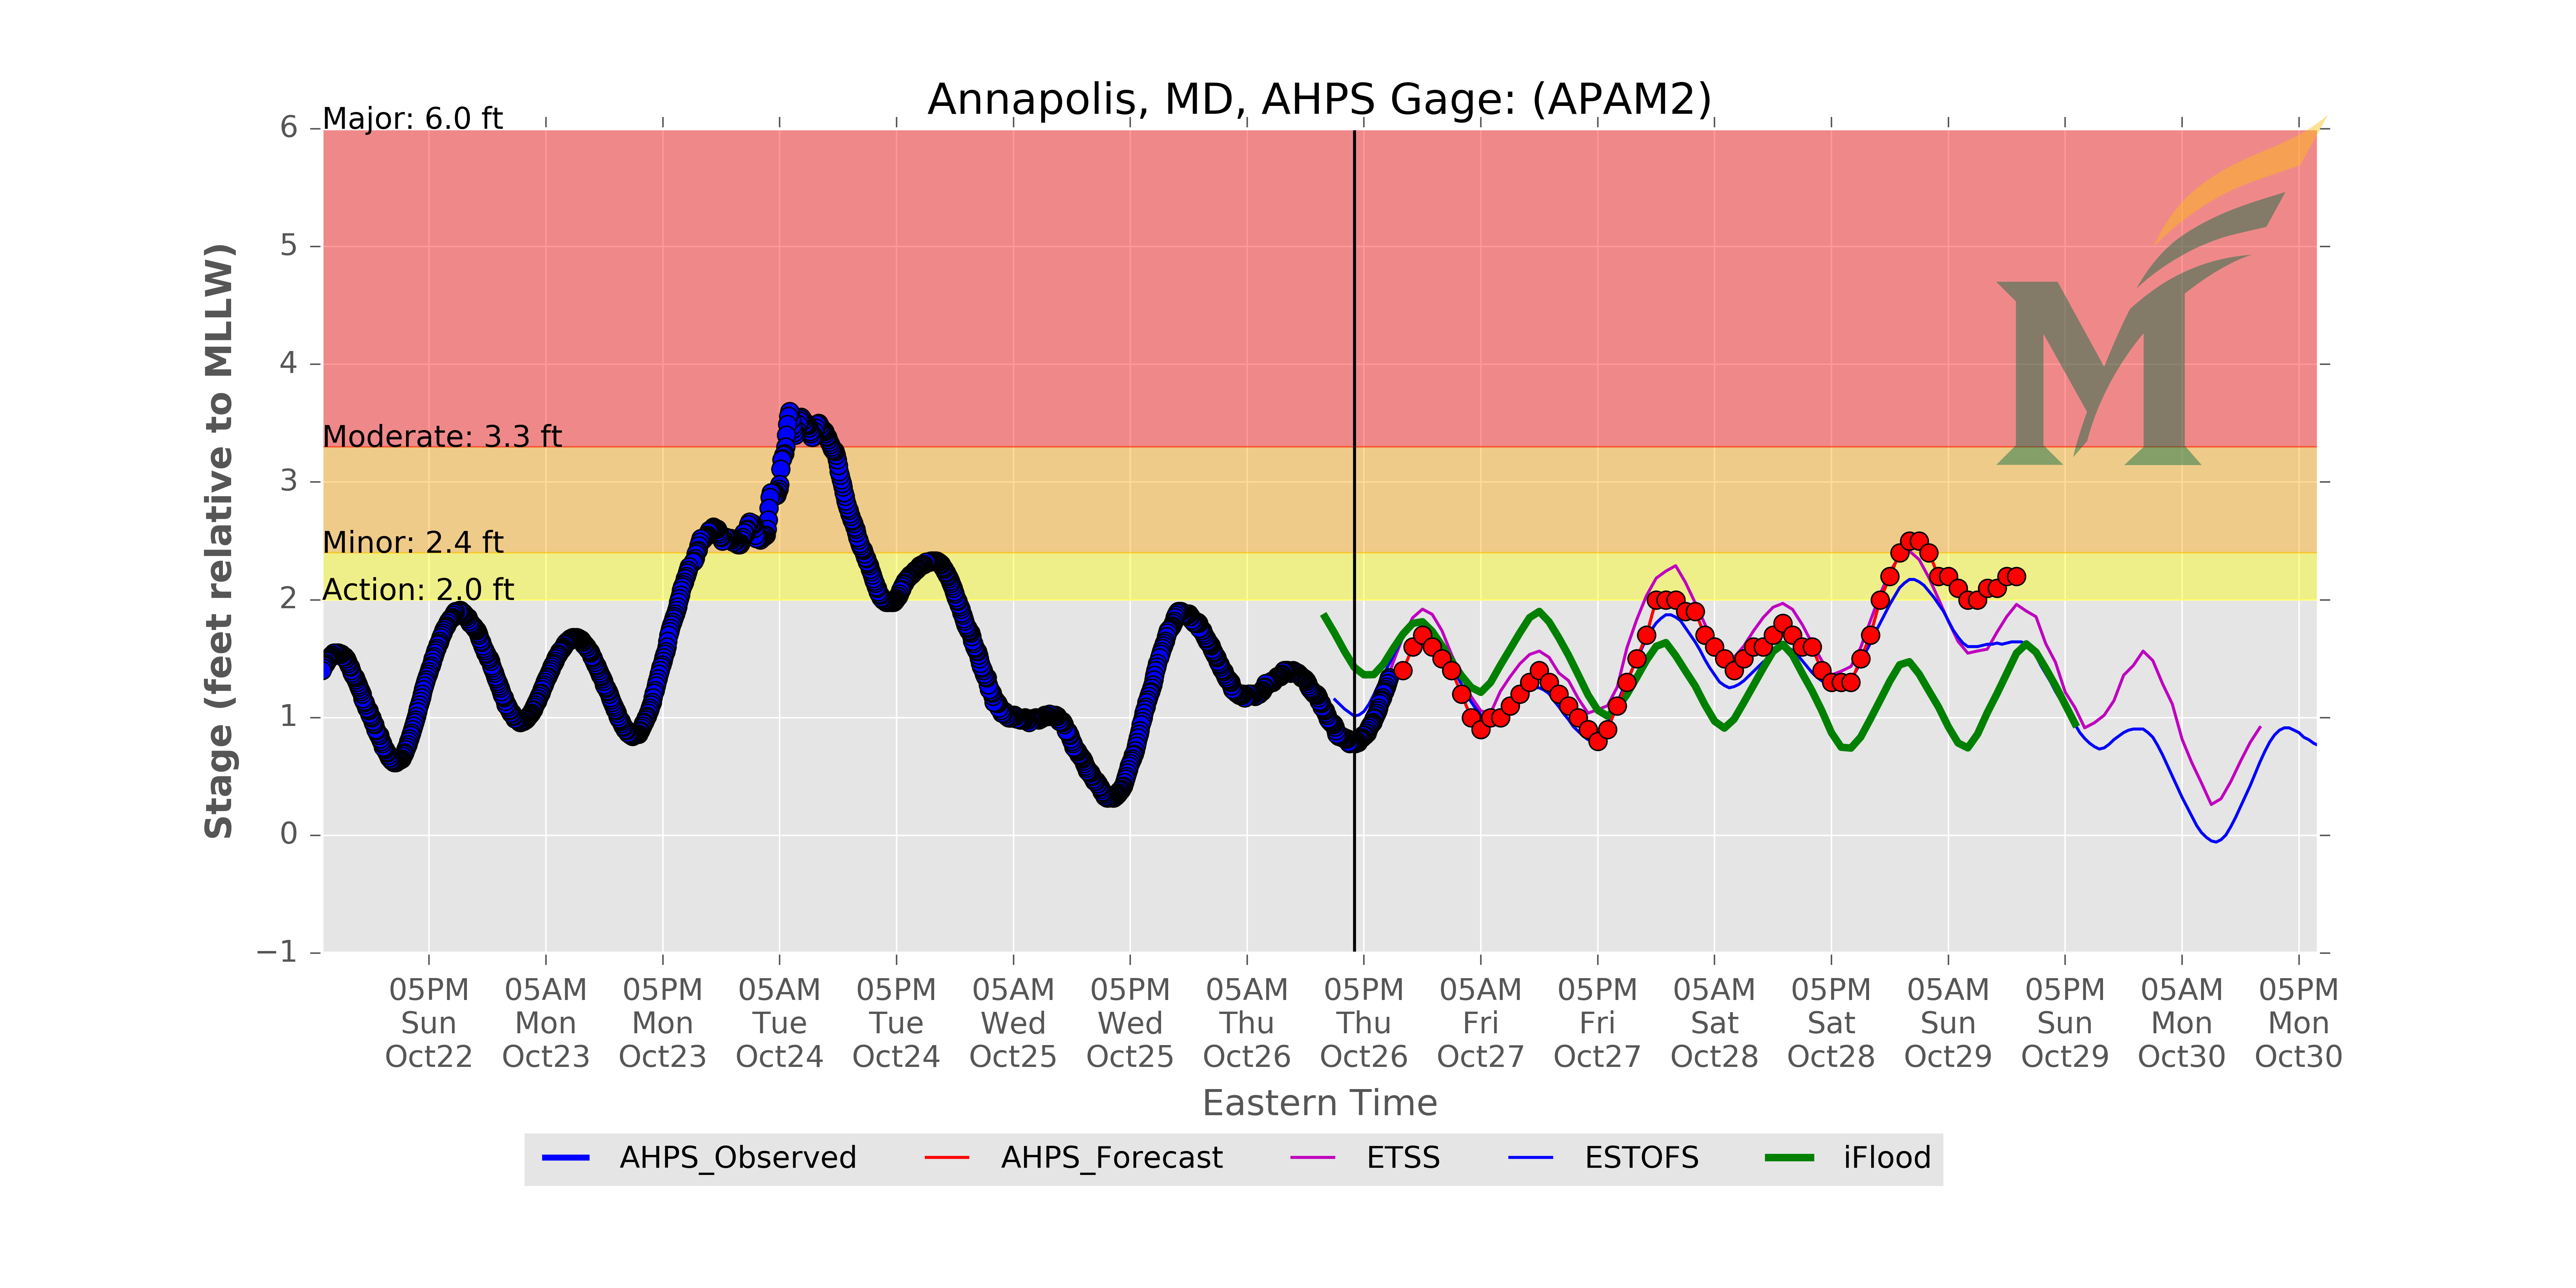 Annapolis, MD, AHPS Gage: (APAM2)
Major: 6.0 ft
Moderate: 3.3 ft
Minor: 2.4 ft
Action: 2.0 ft
6
5
4
3
2
1
0
−1
Stage (feet relative to MLLW)
05PM 05AM 05PM 05AM 05PM 05AM 05PM 05AM 05PM 05AM 05PM 05AM 05PM 05AM 05PM 05AM 05PM
Sun Mon Mon Tue Tue Wed Wed Thu Thu Fri Fri Sat Sat Sun Sun Mon Mon
Oct22 Oct23 Oct23 Oct24 Oct24 Oct25 Oct25 Oct26 Oct26 Oct27 Oct27 Oct28 Oct28 Oct29 Oct29 Oct30 Oct30
Eastern Time
AHPS_Observed AHPS_Forecast ETSS ESTOFS iFlood
M